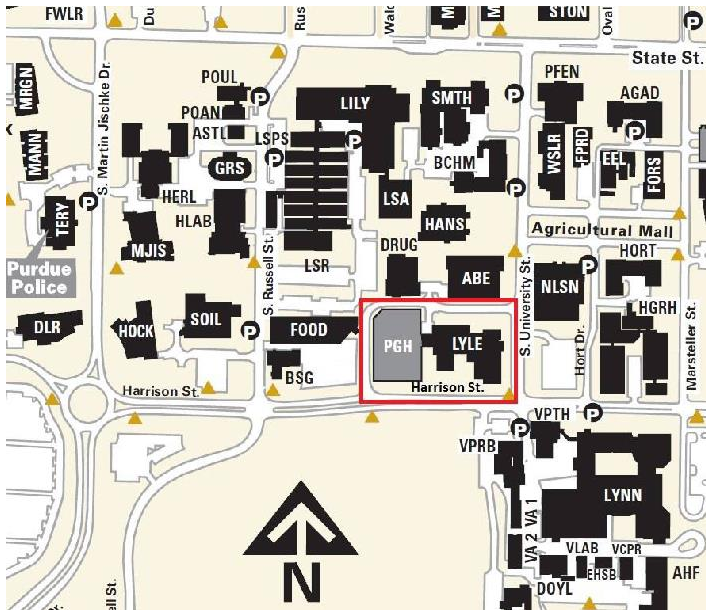 FWLR
STON
P
State St.
MRGN
S. Martin Jischke Dr.
POUL
P
POAN
ASTL
LSPS
LILY
P
SMTH
P
PFEN
AGAD
P
MANN
GRS
P
BCHM
WSLR
FPRD
EEL
FORS
HERL
LSA
P
TERY
P
HLAB
HANS
Agricultural Mall
MJIS
S. Russell St.
DRUG
HORT
Purdue
Police
LSR
ABE
S. University St.
NLSN
P
DLR
HOCK
SOIL
P
FOOD
PGH
LYLE
Hort Dr.
HGRH
Marsteller St.
BSG
Harrison St.
Harrison St.
VPTH
P
P
VPRB
VA 1
LYNN
VA 2
VLAB
VCPR
EHSB
DOYL
AHF
N
ell St.